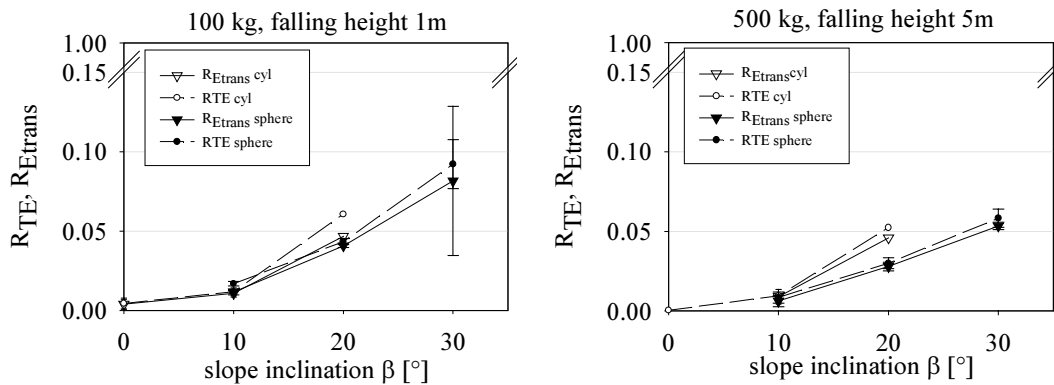 100 kg, falling height 1m
1.00
0.15
0.10
0.05
0.00
R_TE, R_Etrans
R_Etrans cyl
RTE cyl
R_Etrans sphere
RTE sphere
0 10 20 30
slope inclination β [°]
500 kg, falling height 5m
1.00
0.15
0.10
0.05
0.00
R_TE, R_Etrans
R_Etrans cyl
RTE cyl
R_Etrans sphere
RTE sphere
0 10 20 30
slope inclination β [°]